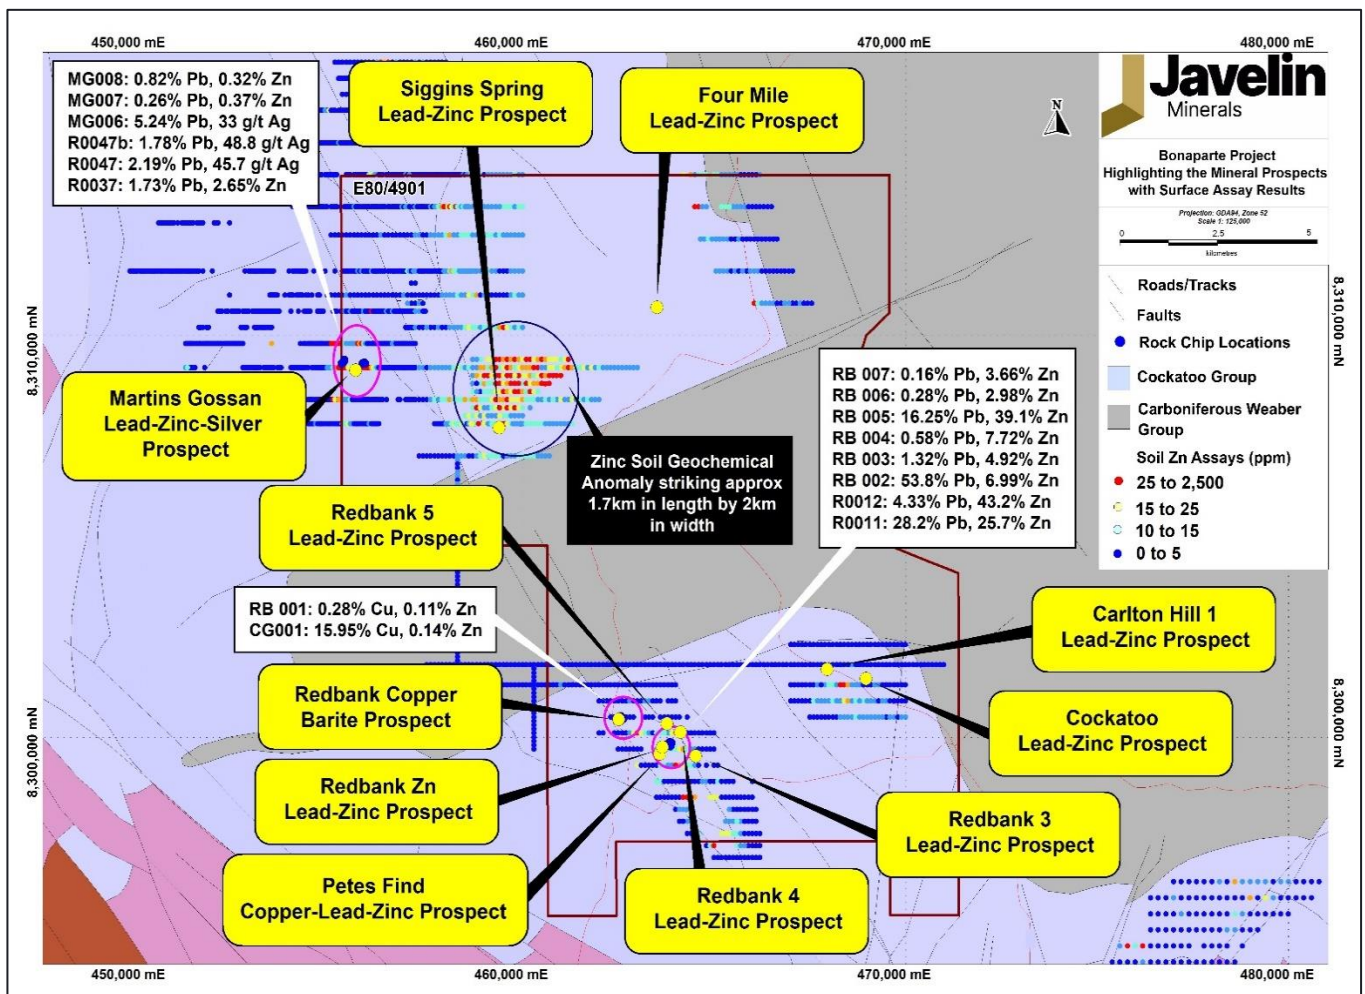 450,000 mE
460,000 mE
470,000 mE
480,000 mE
MG008: 0.82% Pb, 0.32% Zn
MG007: 0.26% Pb, 0.37% Zn
MG006: 5.24% Pb, 33 g/t Ag
R0047b: 1.78% Pb, 48.8 g/t Ag
R0047: 2.19% Pb, 45.7 g/t Ag
R0037: 1.73% Pb, 2.65% Zn
Siggins Spring
Lead-Zinc Prospect
Four Mile
Lead-Zinc Prospect
N
Javelin
Minerals
Bonaparte Project
Highlighting the Mineral Prospects
with Surface Assay Results
Projection: GDA94, Zone 52
Scale 1: 125,000
0 2.5 5
kilometres
Roads/Tracks
Faults
Rock Chip Locations
Cockatoo Group
Carboniferous Weaber
Group
Soil Zn Assays (ppm)
25 to 2,500
15 to 25
10 to 15
0 to 5
E80/4901
8,310,000 mN
8,310,000 mN
Martins Gossan
Lead-Zinc-Silver
Prospect
Zinc Soil Geochemical
Anomaly striking approx
1.7km in length by 2km
in width
RB 007: 0.16% Pb, 3.66% Zn
RB 006: 0.28% Pb, 2.98% Zn
RB 005: 16.25% Pb, 39.1% Zn
RB 004: 0.58% Pb, 7.72% Zn
RB 003: 1.32% Pb, 4.92% Zn
RB 002: 53.8% Pb, 6.99% Zn
R0012: 4.33% Pb, 43.2% Zn
R0011: 28.2% Pb, 25.7% Zn
Redbank 5
Lead-Zinc Prospect
RB 001: 0.28% Cu, 0.11% Zn
CG001: 15.95% Cu, 0.14% Zn
Carlton Hill 1
Lead-Zinc Prospect
Redbank Copper
Barite Prospect
Cockatoo
Lead-Zinc Prospect
8,300,000 mN
8,300,000 mN
Redbank Zn
Lead-Zinc Prospect
Redbank 3
Lead-Zinc Prospect
Petes Find
Copper-Lead-Zinc Prospect
Redbank 4
Lead-Zinc Prospect
450,000 mE
460,000 mE
470,000 mE
480,000 mE